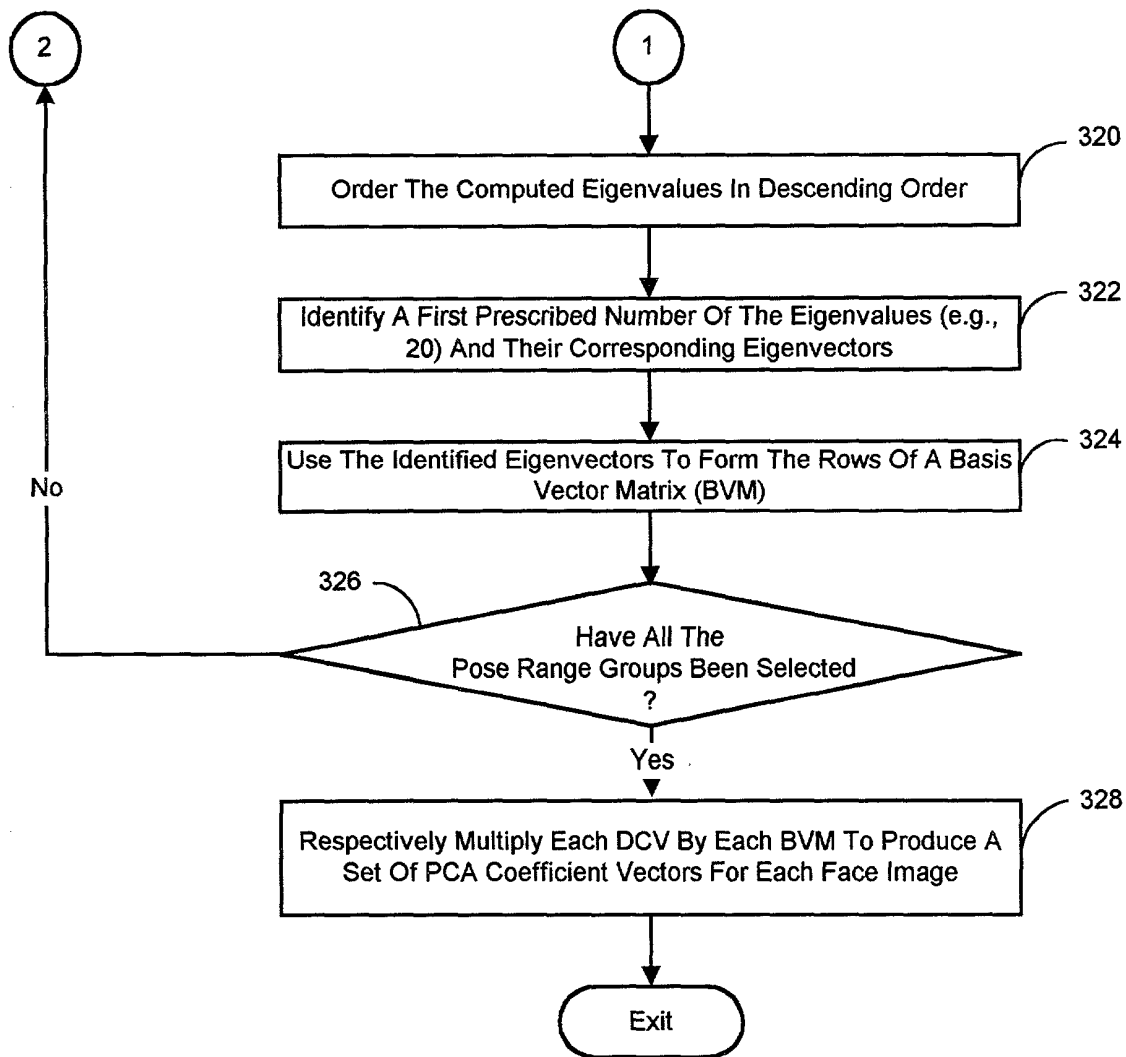 2
1
320
Order The Computed Eigenvalues In Descending Order
322
Identify A First Prescribed Number Of The Eigenvalues (e.g.,
20) And Their Corresponding Eigenvectors
324
Use The Identified Eigenvectors To Form The Rows Of A Basis
Vector Matrix (BVM)
No
326
Have All The
Pose Range Groups Been Selected
?
Yes
328
Respectively Multiply Each DCV By Each BVM To Produce A
Set Of PCA Coefficient Vectors For Each Face Image
Exit